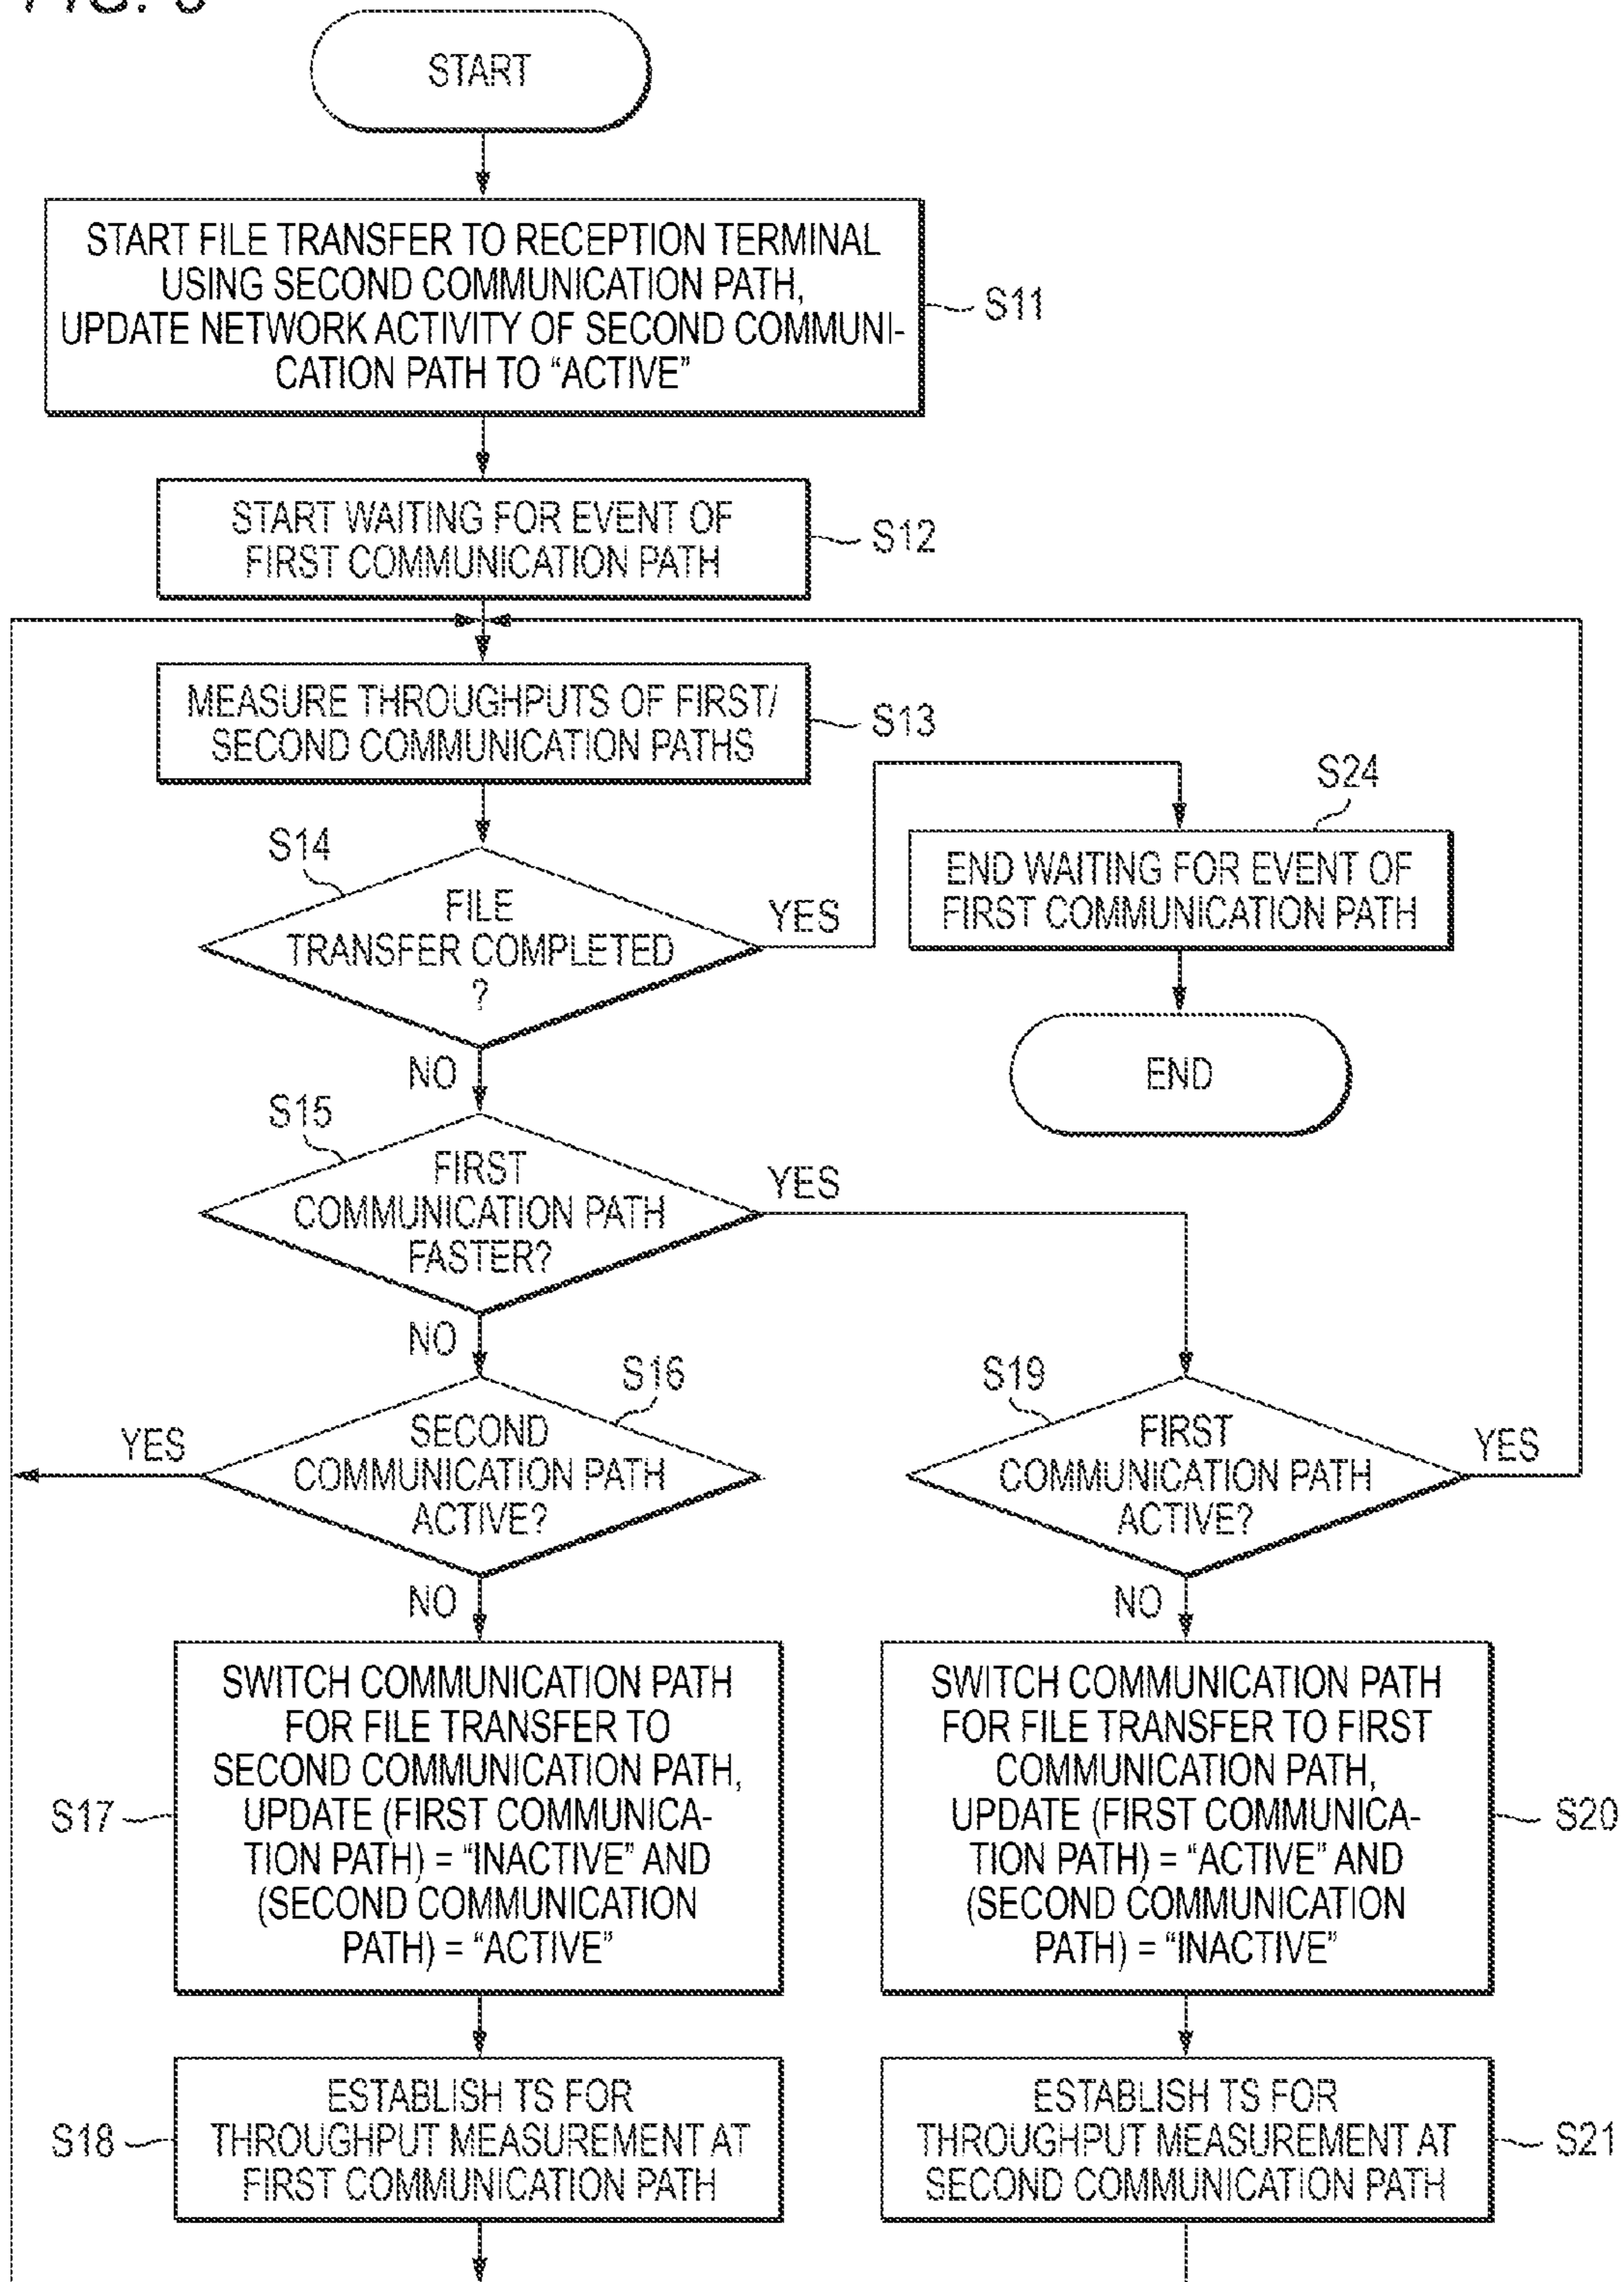 START
START FILE TRANSFER TO RECEPTION TERMINAL
USING SECOND COMMUNICATION PATH,
UPDATE NETWORK ACTIVITY OF SECOND COMMUNI-
CATION PATH TO “ACTIVE”
S11
START WAITING FOR EVENT OF
FIRST COMMUNICATION PATH
S12
MEASURE THROUGHPUTS OF FIRST/
SECOND COMMUNICATION PATHS
S13
S14
FILE
TRANSFER COMPLETED
?
YES
NO
S24
END WAITING FOR EVENT OF
FIRST COMMUNICATION PATH
END
S15
FIRST
COMMUNICATION PATH
FASTER?
YES
NO
S16
SECOND
COMMUNICATION PATH
ACTIVE?
YES
NO
S19
FIRST
COMMUNICATION PATH
ACTIVE?
YES
NO
SWITCH COMMUNICATION PATH
FOR FILE TRANSFER TO
SECOND COMMUNICATION PATH,
UPDATE (FIRST COMMUNICA-
TION PATH) = “INACTIVE” AND
(SECOND COMMUNICATION
PATH) = “ACTIVE”
S17
SWITCH COMMUNICATION PATH
FOR FILE TRANSFER TO FIRST
COMMUNICATION PATH,
UPDATE (FIRST COMMUNICA-
TION PATH) = “ACTIVE” AND
(SECOND COMMUNICATION
PATH) = “INACTIVE”
S20
ESTABLISH TS FOR
THROUGHPUT MEASUREMENT AT
FIRST COMMUNICATION PATH
S18
ESTABLISH TS FOR
THROUGHPUT MEASUREMENT AT
SECOND COMMUNICATION PATH
S21